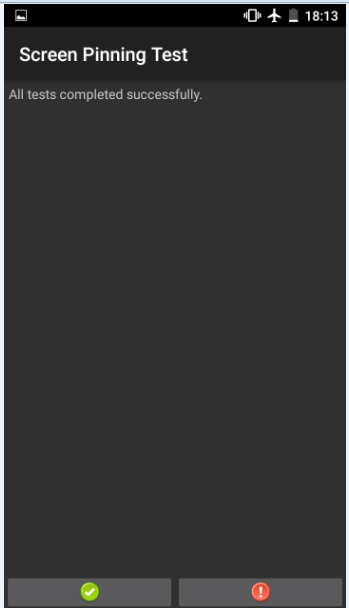 18:13
Screen Pinning Test
All tests completed successfully.